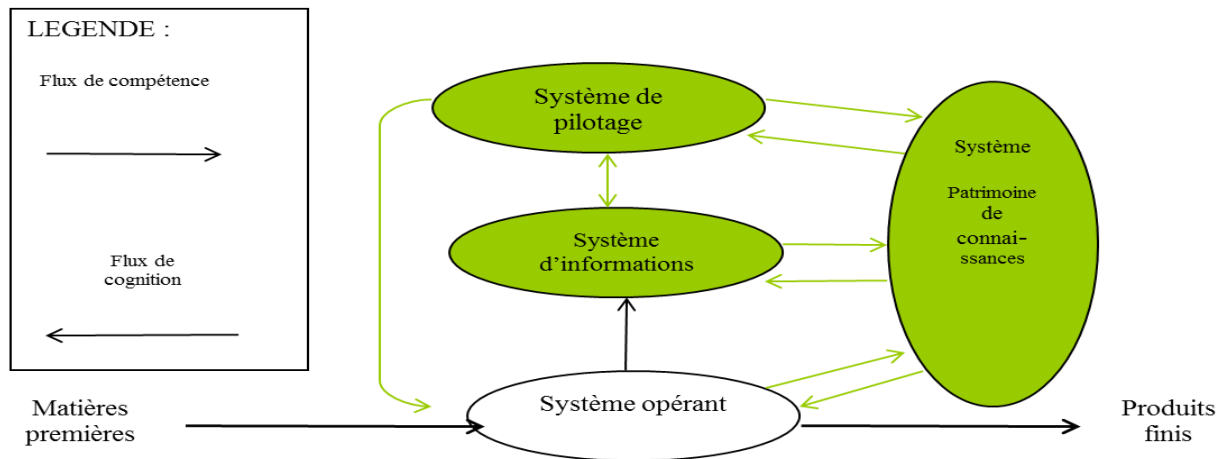 LEGENDE :
Flux de compétence
Flux de
cognition
Système de
pilotage
Système
d’informations
Système opérant
Système
Patrimoine
de
connai-
ssances
Matières
premières
Produits
finis